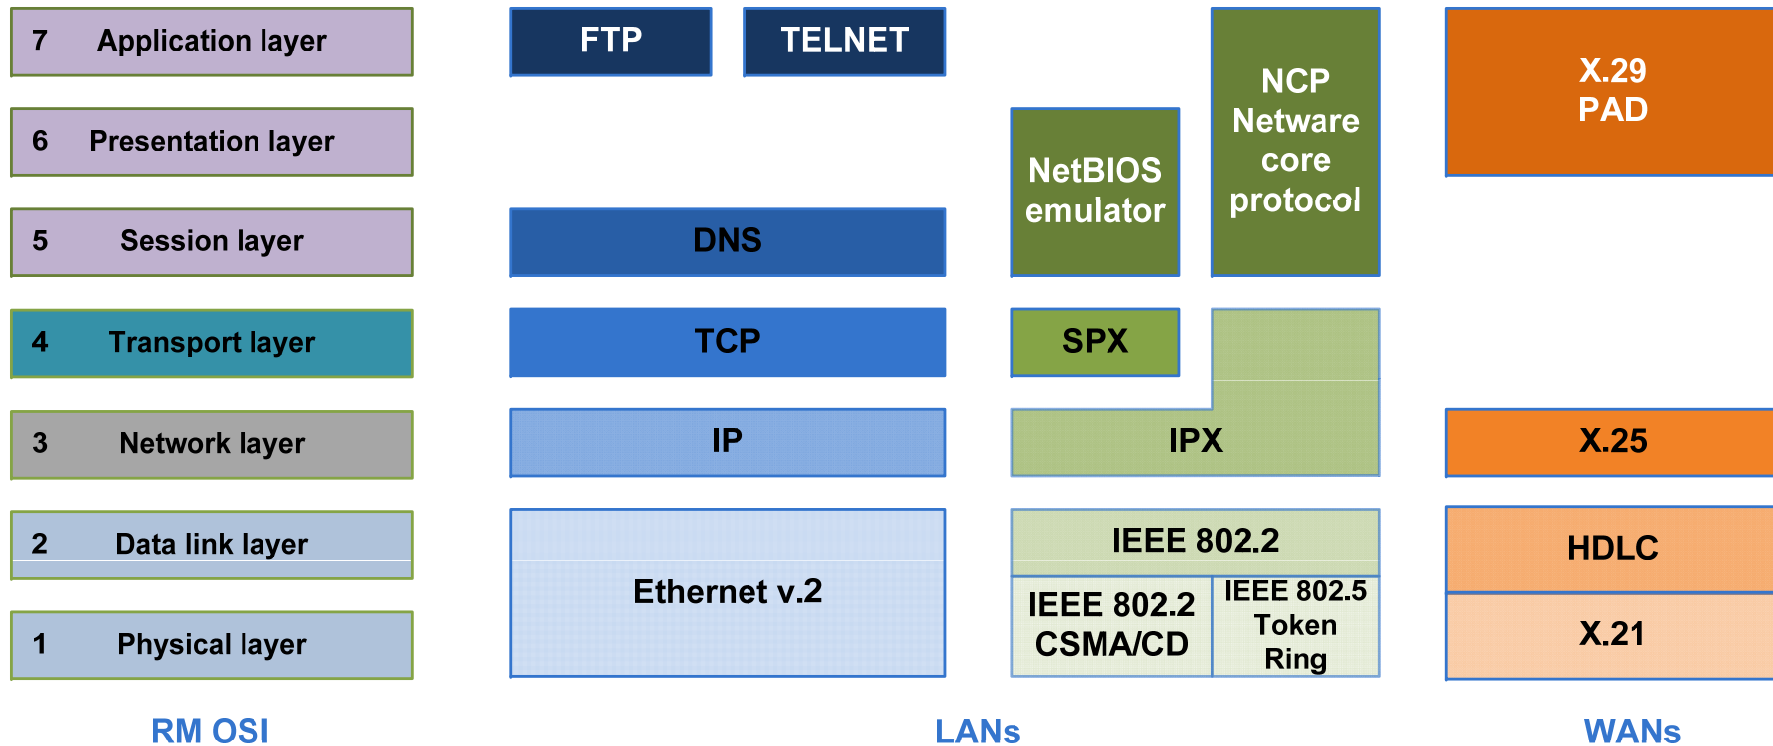 7 Application layer
FTP
TELNET
NCP
Netware
core
protocol
X.29
PAD
6 Presentation layer
NetBIOS
emulator
5 Session layer
DNS
4 Transport layer
TCP
SPX
3 Network layer
IP
IPX
X.25
2 Data link layer
Ethernet v.2
IEEE 802.2
HDLC
1 Physical layer
IEEE 802.2
CSMA/CD
IEEE 802.5
Token
Ring
X.21
RM OSI
LANs
WANs